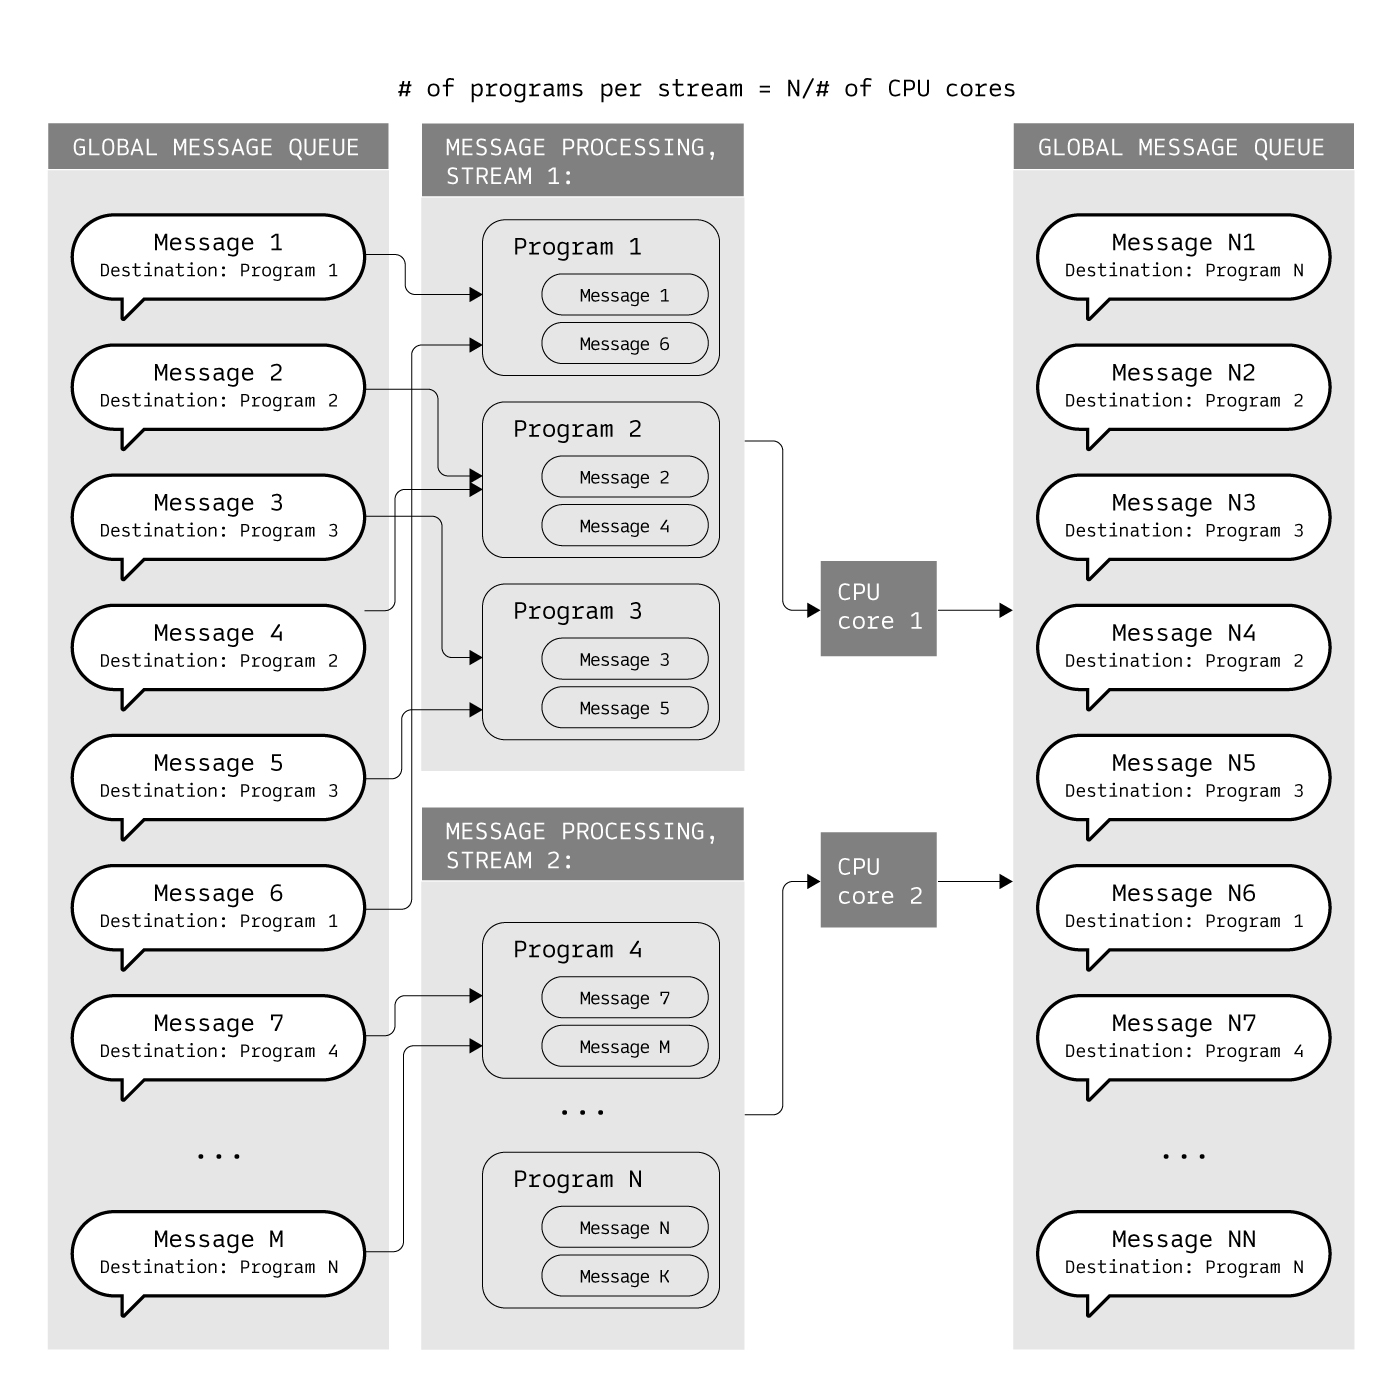 # of programs per stream = N/# of CPU cores
GLOBAL MESSAGE QUEUE
Message 1
Destination: Program 1
Message 2
Destination: Program 2
Message 3
Destination: Program 3
Message 4
Destination: Program 2
Message 5
Destination: Program 3
Message 6
Destination: Program 1
Message 7
Destination: Program 4
...
Message M
Destination: Program N
MESSAGE PROCESSING,
STREAM 1:
Program 1
Message 1
Message 6
Program 2
Message 2
Message 4
Program 3
Message 3
Message 5
MESSAGE PROCESSING,
STREAM 2:
Program 4
Message 7
Message M
...
Program N
Message N
Message K
CPU
core 1
CPU
core 2
GLOBAL MESSAGE QUEUE
Message N1
Destination: Program N
Message N2
Destination: Program 2
Message N3
Destination: Program 3
Message N4
Destination: Program 2
Message N5
Destination: Program 3
Message N6
Destination: Program 1
Message N7
Destination: Program 4
...
Message NN
Destination: Program N